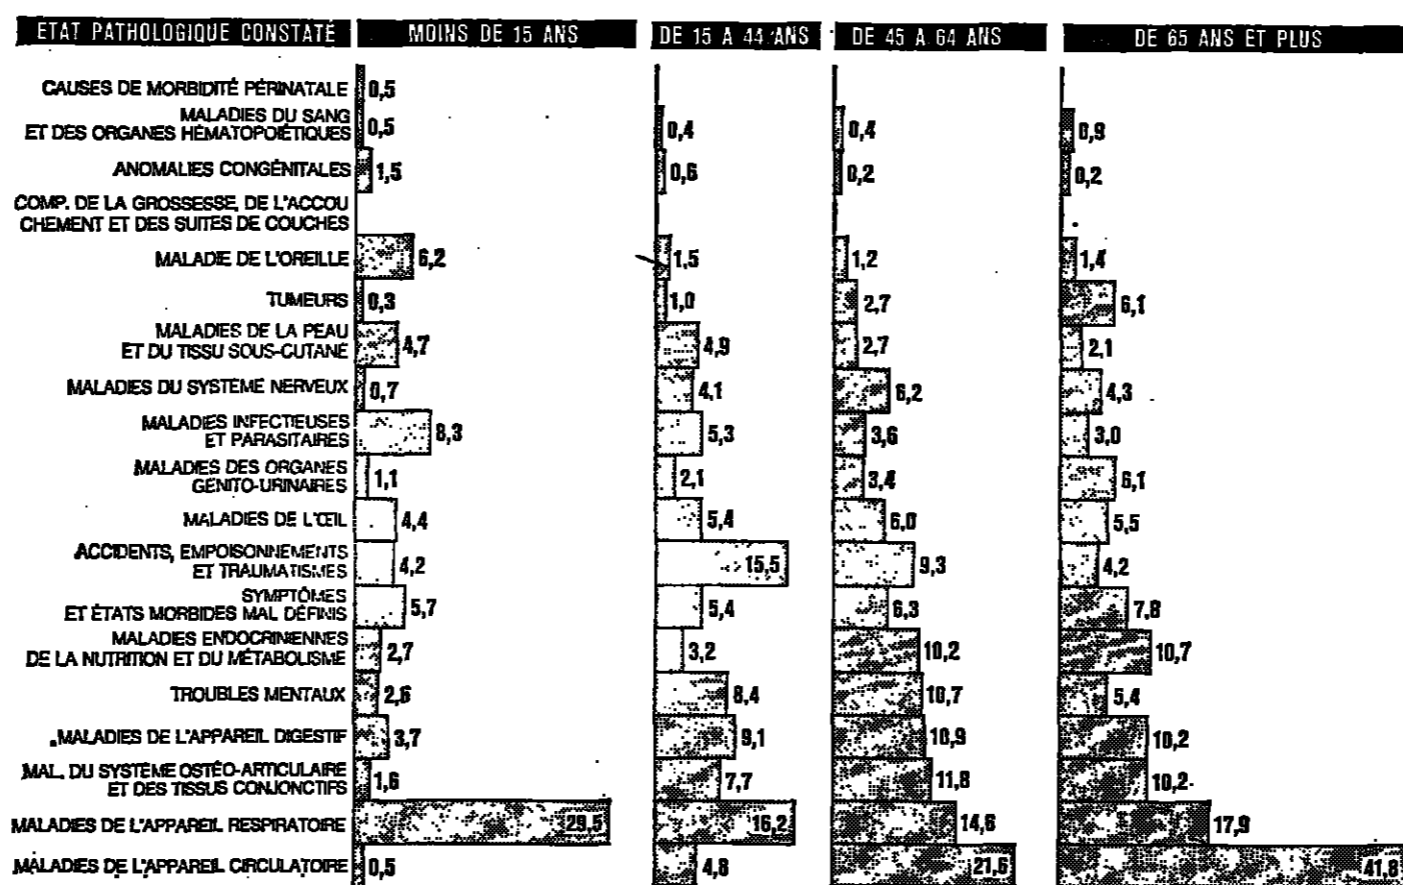 ETAT PATHOLOGIQUE CONSTATÉ MOINS DE 15 ANS DE 15 A 44 ANS DE 45 A 64 ANS DE 65 ANS ET PLUS
CAUSES DE MORBIDITÉ PÉRINATALE 0,5
MALADIES DU SANG
ET DES ORGANES HÉMATOPOIÉTIQUES 0,5 0,4 0,4 0,9
ANOMALIES CONGÉNITALES 1,5 0,6 0,2 0,2
COMP. DE LA GROSSESSE, DE L'ACCOU
CHEMENT ET DES SUITES DE COUCHES
MALADIE DE L'OREILLE 6,2 1,5 1,2 1,4
TUMEURS 0,3 1,0 2,7 6,1
MALADIES DE LA PEAU
ET DU TISSU SOUS-CUTANÉ 4,7 4,9 2,7 2,1
MALADIES DU SYSTÈME NERVEUX 0,7 4,1 6,2 4,3
MALADIES INFECTIEUSES
ET PARASITAIRES 8,3 5,3 3,6 3,0
MALADIES DES ORGANES
GÉNITO-URINAIRES 1,1 2,1 3,4 6,1
MALADIES DE L'ŒIL 4,4 5,4 6,0 5,5
ACCIDENTS, EMPOISONNEMENTS
ET TRAUMATISMES 4,2 15,5 9,3 4,2
SYMPTÔMES
ET ÉTATS MORBIDES MAL DÉFINIS 5,7 5,4 6,3 7,8
MALADIES ENDOCRINIENNES
DE LA NUTRITION ET DU MÉTABOLISME 2,7 3,2 10,2 10,7
TROUBLES MENTAUX 2,6 8,4 10,7 5,4
MALADIES DE L'APPAREIL DIGESTIF 3,7 9,1 10,9 10,2
MAL. DU SYSTÈME OSTÉO-ARTICULAIRE
ET DES TISSUS CONJONCTIFS 1,6 7,7 11,8 10,2
MALADIES DE L'APPAREIL RESPIRATOIRE 29,5 16,2 14,6 17,9
MALADIES DE L'APPAREIL CIRCULATOIRE 0,5 4,8 21,6 41,8